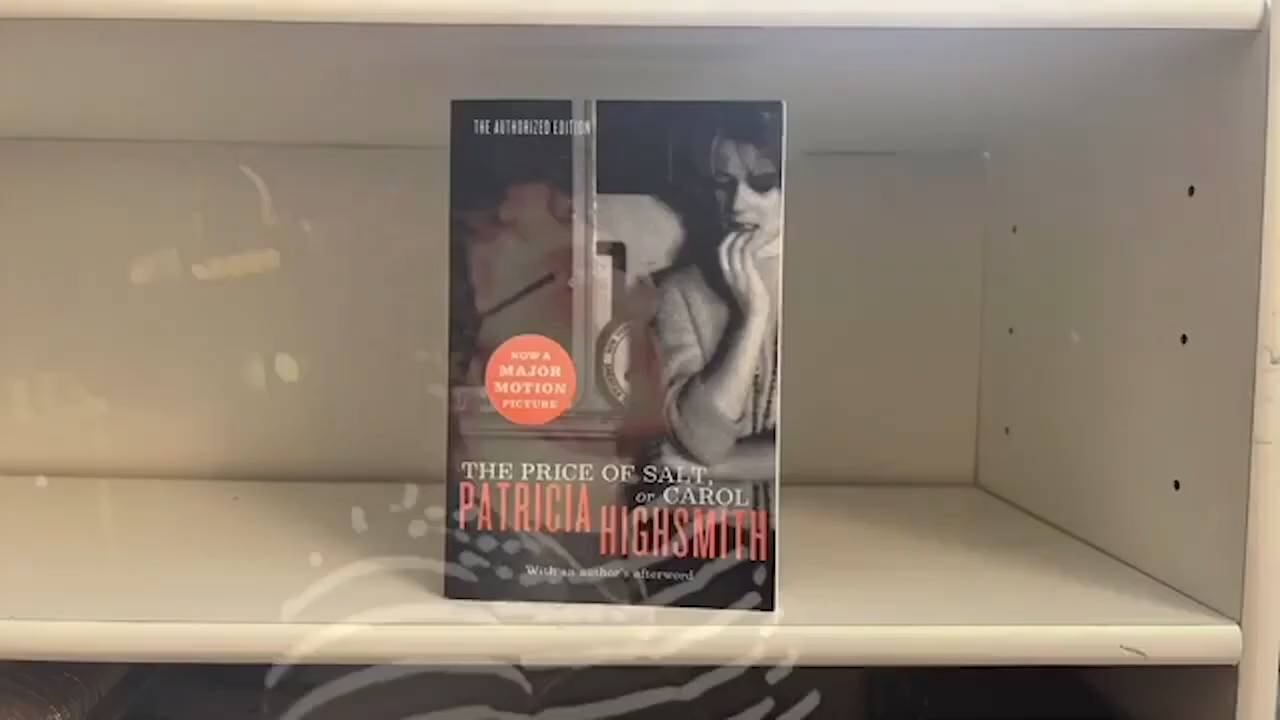 THE AUTHORIZED EDITION
NOW A
MAJOR
MOTION
PICTURE
THE PRICE OF SALT,
or CAROL
PATRICIA
HIGHSMITH
With an author's afterword